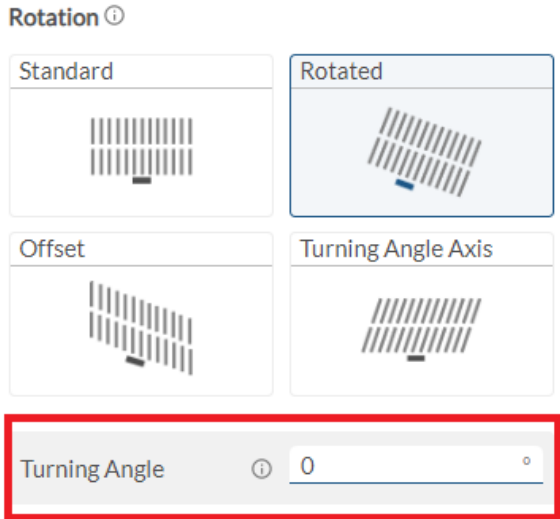 Rotation
Standard
Rotated
Offset
Turning Angle Axis
Turning Angle 0 °